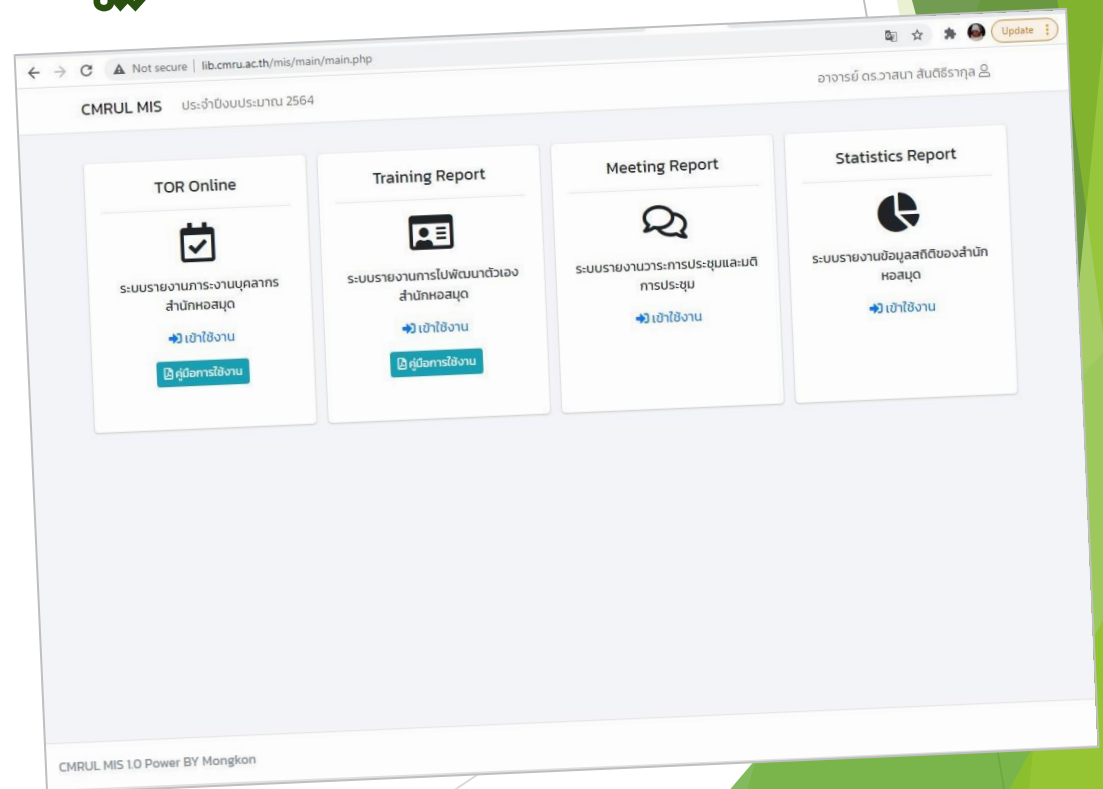 Update
Not secure | lib.cmru.ac.th/mis/main/main.php
CMRUL MIS ประจำปีงบประมาณ 2564
อาจารย์ ดร.วาสนา สันติธีรากุล
TOR Online
ระบบรายงานภาระงานบุคลากร
สำนักหอสมุด
เข้าใช้งาน
คู่มือการใช้งาน
Training Report
ระบบรายงานการไปพัฒนาตัวเอง
สำนักหอสมุด
เข้าใช้งาน
คู่มือการใช้งาน
Meeting Report
ระบบรายงานวาระการประชุมและมติ
การประชุม
เข้าใช้งาน
Statistics Report
ระบบรายงานข้อมูลสถิติของสำนัก
หอสมุด
เข้าใช้งาน
CMRUL MIS 1.0 Power BY Mongkon